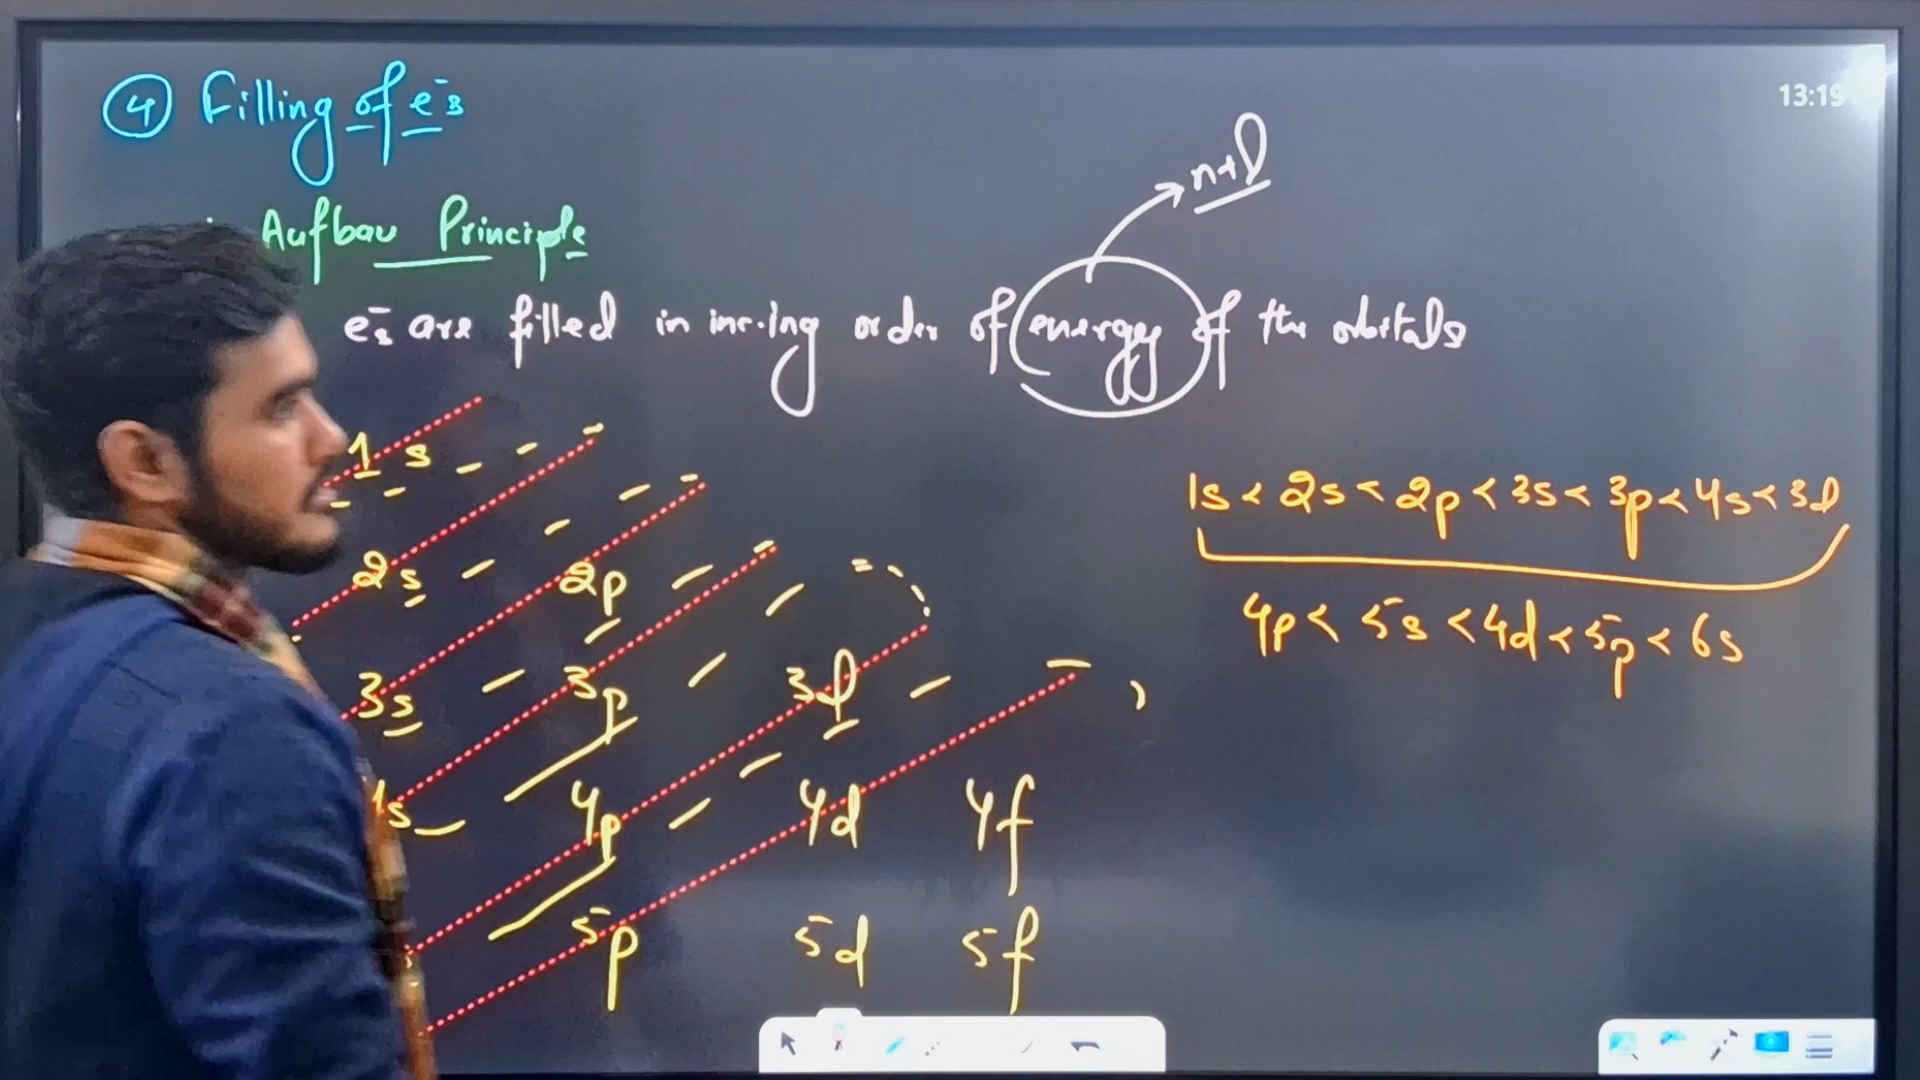 ④ Filling of e⁻s
13:19
n+l
Aufbau Principle
e⁻s are filled in inc.ing order of energy of the orbitals
1s
1s < 2s < 2p < 3s < 3p < 4s < 3d
2s 2p
4p < 5s < 4d < 5p < 6s
3s 3p 3d
4p 4d 4f
5p 5d 5f